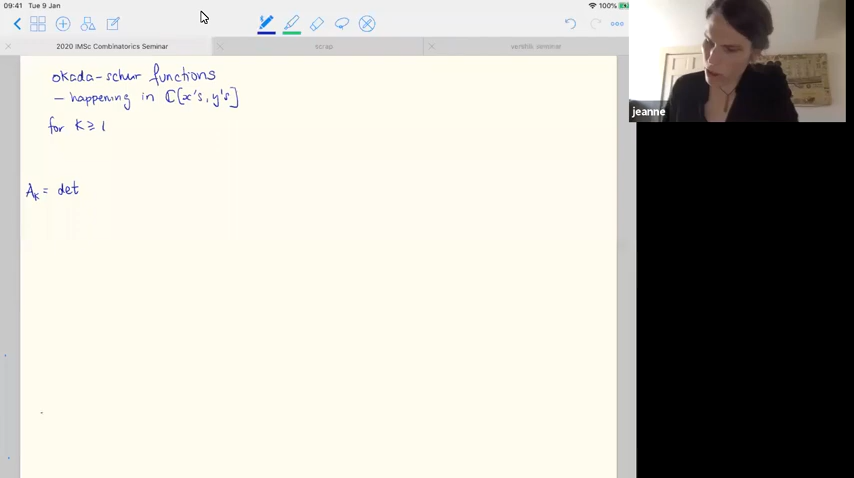 09:41 Tue 9 Jan
100%
2020 IMSc Combinatorics Seminar
scrap
okada-schur functions
– happening in ℂ[x's, y's]
for K ≥ 1
A_K = det
jeanne